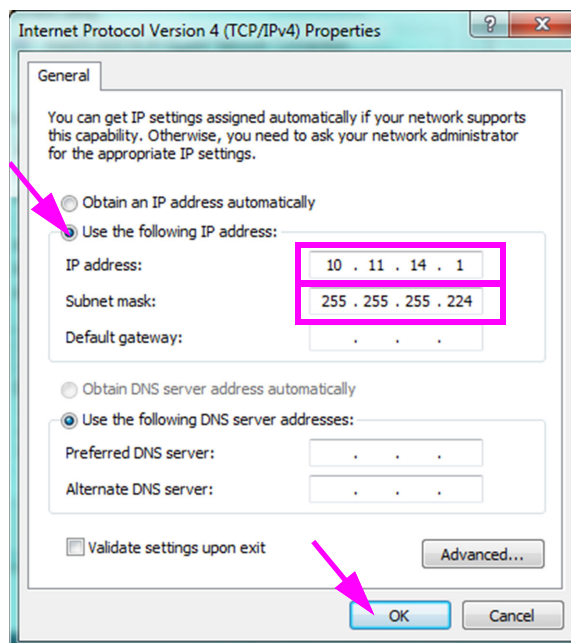 Internet Protocol Version 4 (TCP/IPv4) Properties
General
You can get IP settings assigned automatically if your network supports
this capability. Otherwise, you need to ask your network administrator
for the appropriate IP settings.
Obtain an IP address automatically
Use the following IP address:
IP address: 10 . 11 . 14 . 1
Subnet mask: 255 . 255 . 255 . 224
Default gateway: . . .
Obtain DNS server address automatically
Use the following DNS server addresses:
Preferred DNS server: . . .
Alternate DNS server: . . .
Validate settings upon exit
Advanced...
OK Cancel